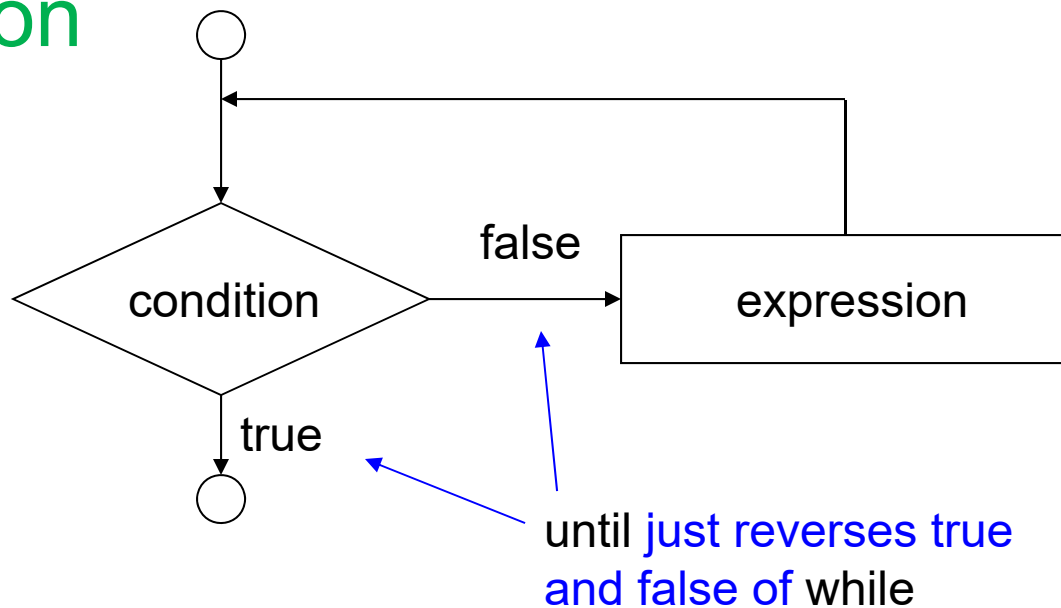 on
false
condition
expression
true
until just reverses true
and false of while